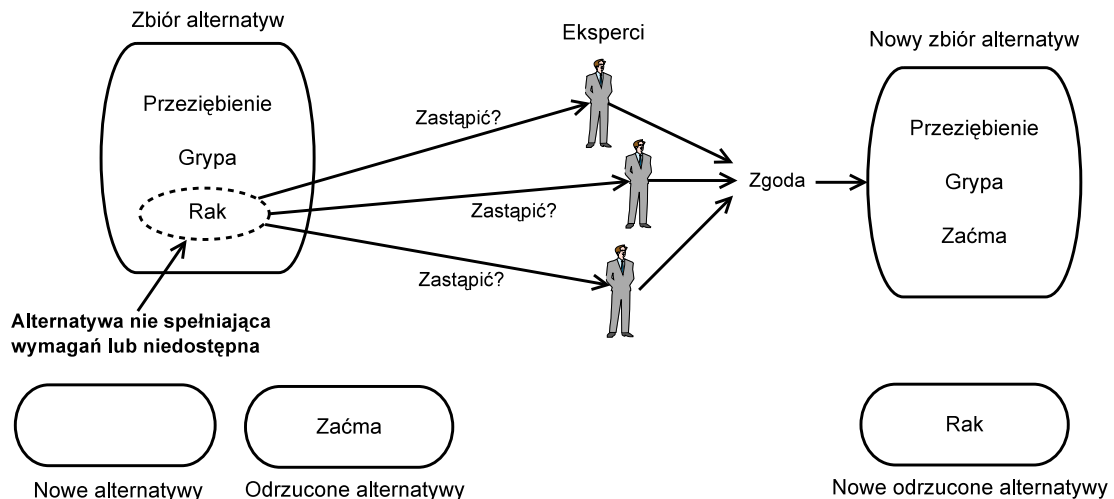 Zbiór alternatyw
Przeziębienie
Grypa
Rak
Alternatywa nie spełniająca
wymagań lub niedostępna
Zastąpić?
Zastąpić?
Zastąpić?
Eksperci
Zgoda
Nowy zbiór alternatyw
Przeziębienie
Grypa
Zaćma
Nowe alternatywy
Zaćma
Odrzucone alternatywy
Rak
Nowe odrzucone alternatywy